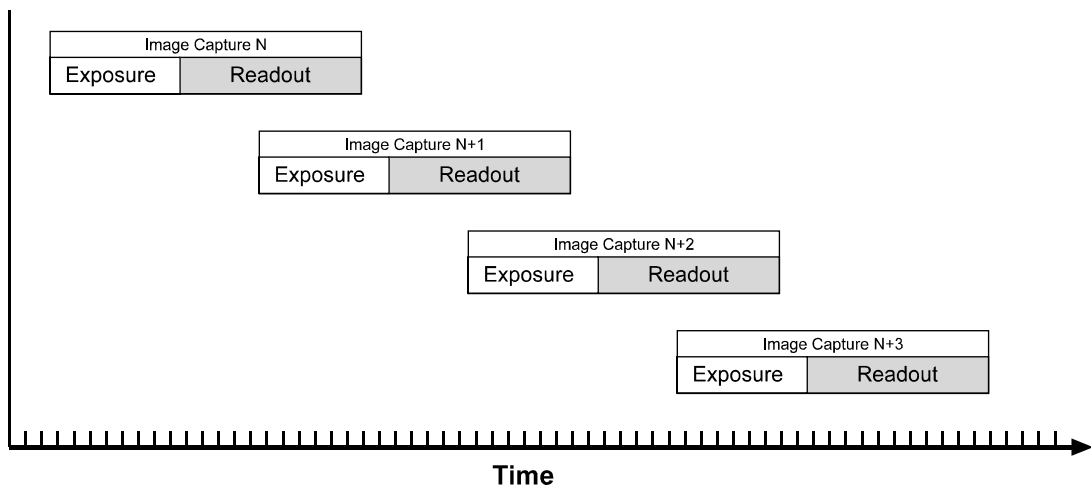 Image Capture N
Exposure Readout
Image Capture N+1
Exposure Readout
Image Capture N+2
Exposure Readout
Image Capture N+3
Exposure Readout
Time